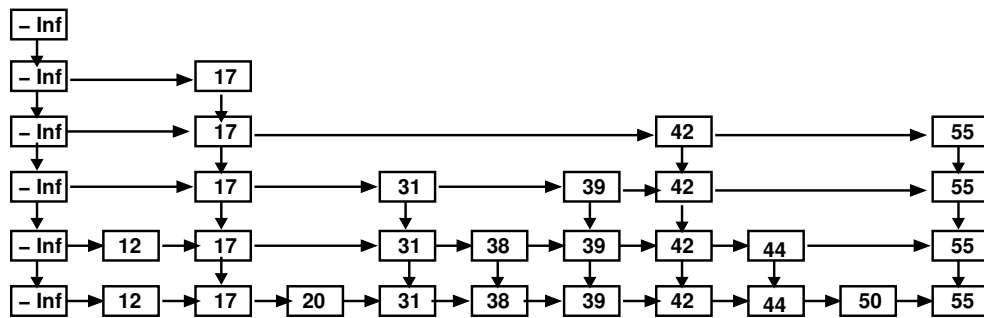 – Inf
– Inf 17
– Inf 17 42 55
– Inf 17 31 39 42 55
– Inf 12 17 31 38 39 42 44 55
– Inf 12 17 20 31 38 39 42 44 50 55